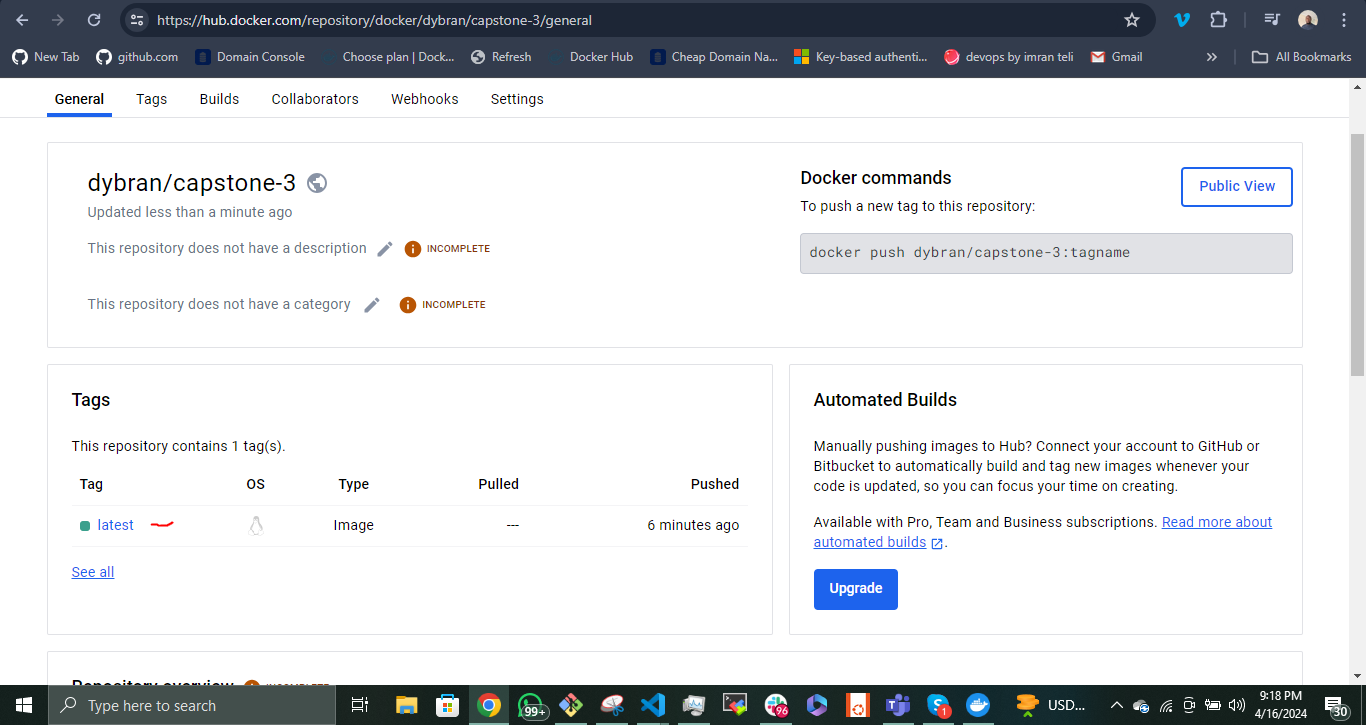 https://hub.docker.com/repository/docker/dybran/capstone-3/general
New Tab github.com Domain Console Choose plan | Dock... Refresh Docker Hub Cheap Domain Na... Key-based authenti... devops by imran teli Gmail » All Bookmarks
General Tags Builds Collaborators Webhooks Settings
dybran/capstone-3
Updated less than a minute ago
This repository does not have a description INCOMPLETE
This repository does not have a category INCOMPLETE
Docker commands
Public View
To push a new tag to this repository:
docker push dybran/capstone-3:tagname
Tags
This repository contains 1 tag(s).
Tag OS Type Pulled Pushed
latest Image --- 6 minutes ago
See all
Automated Builds
Manually pushing images to Hub? Connect your account to GitHub or
Bitbucket to automatically build and tag new images whenever your
code is updated, so you can focus your time on creating.
Available with Pro, Team and Business subscriptions. Read more about
automated builds .
Upgrade
Repository overview INCOMPLETE
Type here to search
99+
96
1
USD...
9:18 PM
4/16/2024
30